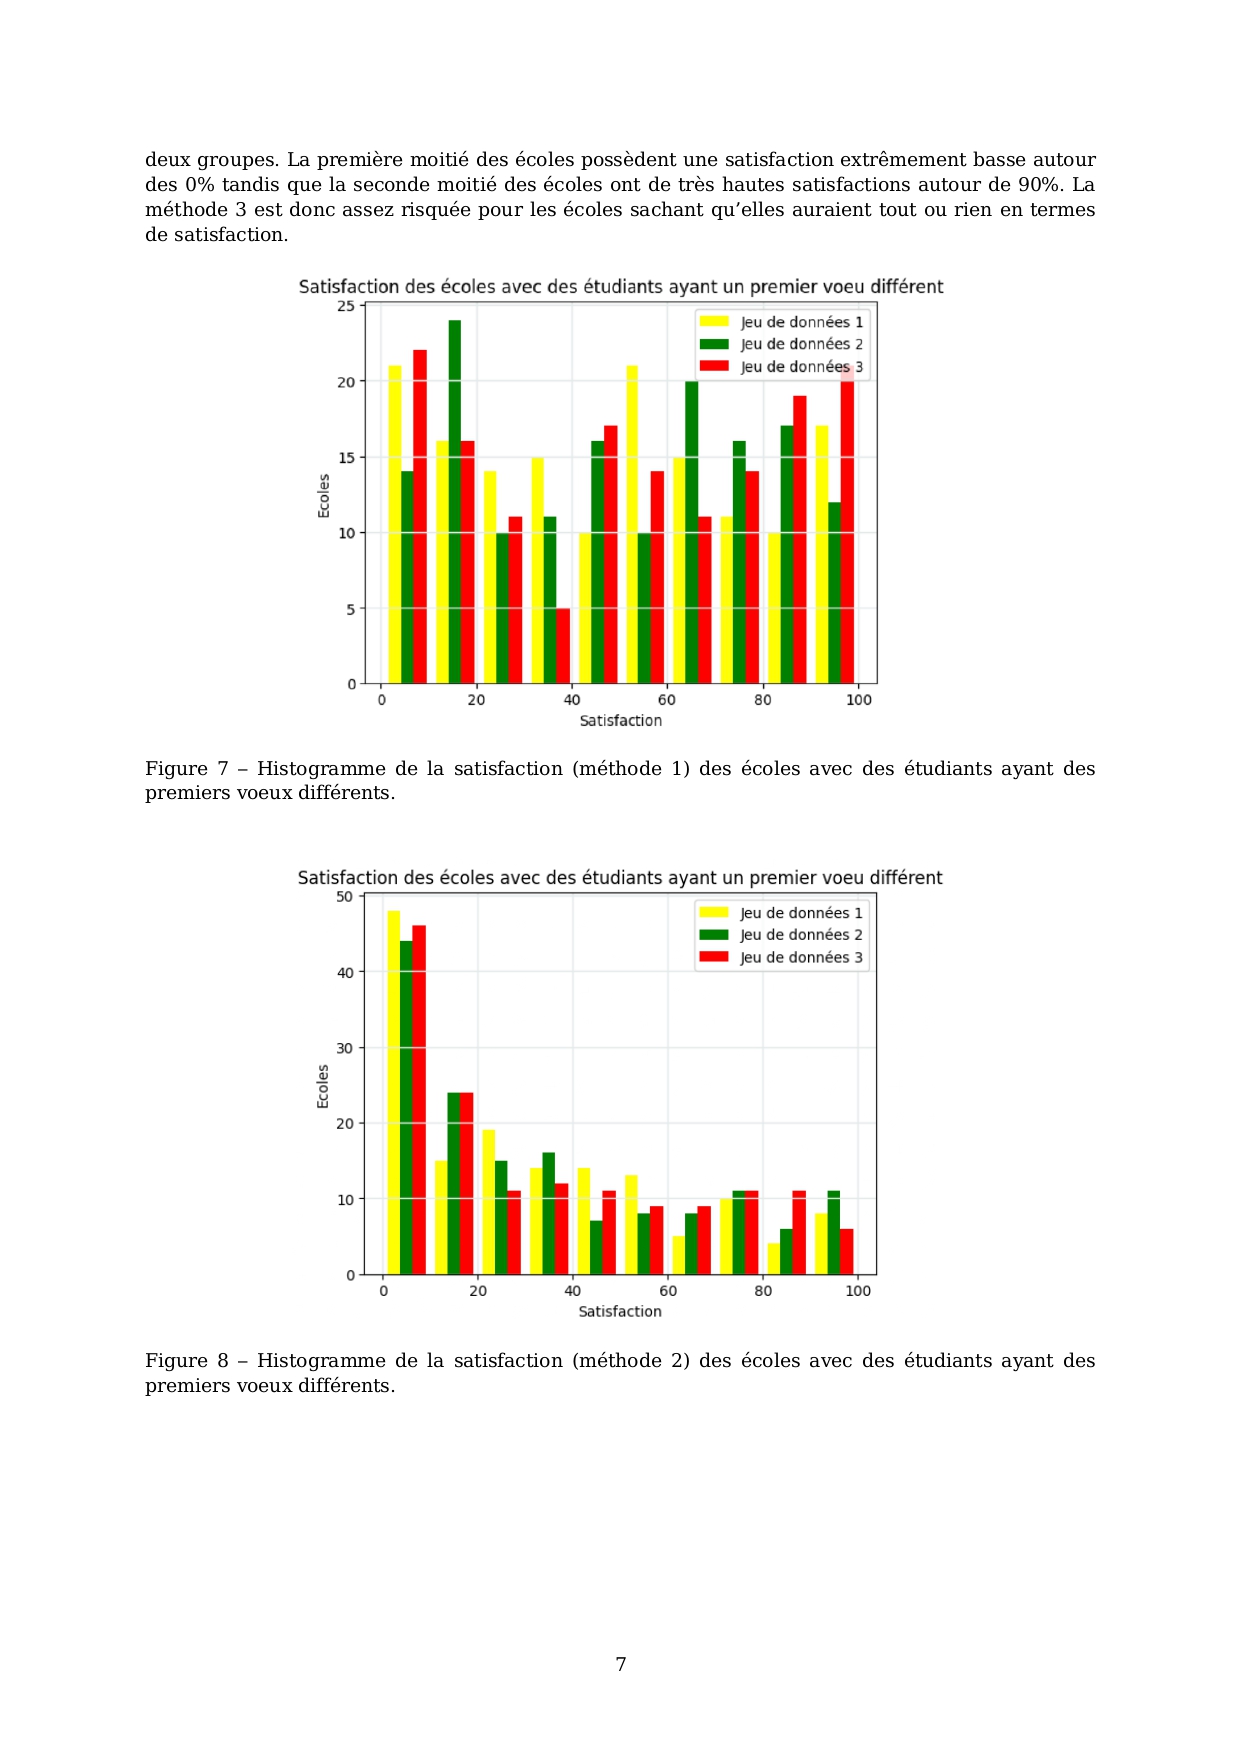 deux groupes. La première moitié des écoles possèdent une satisfaction extrêmement basse autour
des 0% tandis que la seconde moitié des écoles ont de très hautes satisfactions autour de 90%. La
méthode 3 est donc assez risquée pour les écoles sachant qu’elles auraient tout ou rien en termes
de satisfaction.
Satisfaction des écoles avec des étudiants ayant un premier voeu différent
25
20
15
10
5
0
Ecoles
Jeu de données 1
Jeu de données 2
Jeu de données 3
0 20 40 60 80 100
Satisfaction
Figure 7 – Histogramme de la satisfaction (méthode 1) des écoles avec des étudiants ayant des
premiers voeux différents.
Satisfaction des écoles avec des étudiants ayant un premier voeu différent
50
40
30
20
10
0
Ecoles
Jeu de données 1
Jeu de données 2
Jeu de données 3
0 20 40 60 80 100
Satisfaction
Figure 8 – Histogramme de la satisfaction (méthode 2) des écoles avec des étudiants ayant des
premiers voeux différents.
7